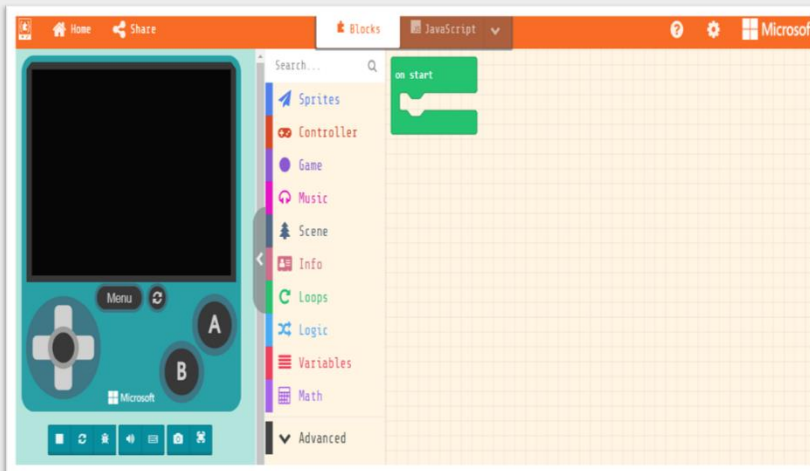 Home Share Blocks JavaScript Microsof
Search...
Sprites
Controller
Game
Music
Scene
Info
Loops
Logic
Variables
Math
Advanced
on start
Menu
A
B
Microsoft